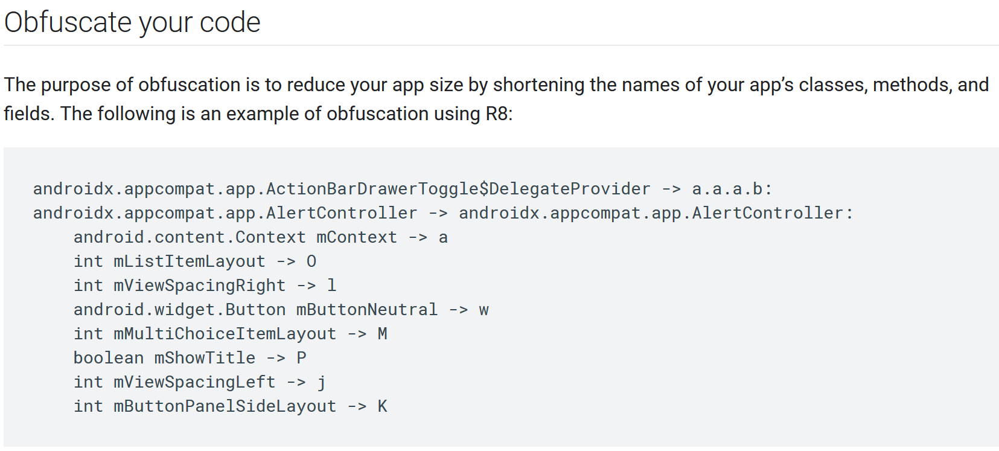 Obfuscate your code
The purpose of obfuscation is to reduce your app size by shortening the names of your app’s classes, methods, and
fields. The following is an example of obfuscation using R8:
androidx.appcompat.app.ActionBarDrawerToggle$DelegateProvider -> a.a.a.b:
androidx.appcompat.app.AlertController -> androidx.appcompat.app.AlertController:
    android.content.Context mContext -> a
    int mListItemLayout -> O
    int mViewSpacingRight -> l
    android.widget.Button mButtonNeutral -> w
    int mMultiChoiceItemLayout -> M
    boolean mShowTitle -> P
    int mViewSpacingLeft -> j
    int mButtonPanelSideLayout -> K